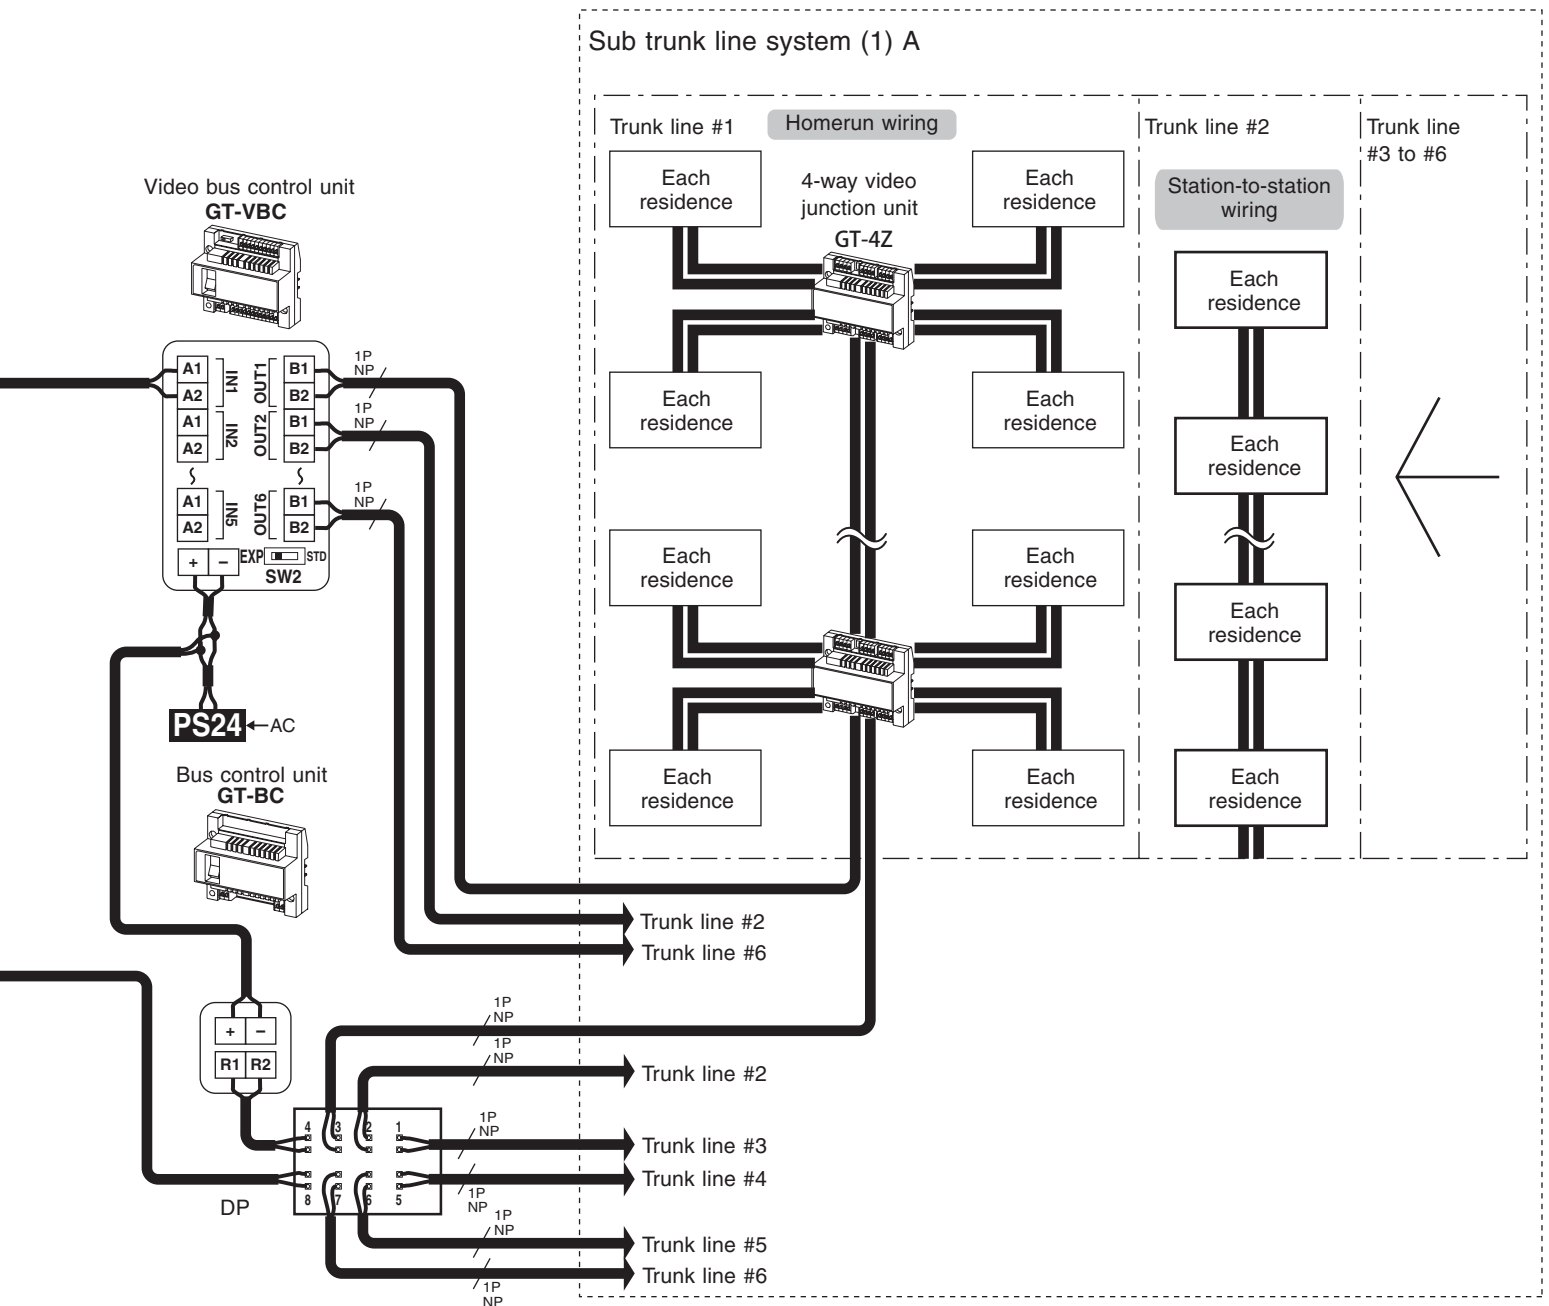 Sub trunk line system (1) A
Trunk line #1
Homerun wiring
Trunk line #2
Trunk line
#3 to #6
Each
residence
4-way video
junction unit
GT-4Z
Each
residence
Station-to-station
wiring
Each
residence
Each
residence
Each
residence
Each
residence
Each
residence
Each
residence
Each
residence
Each
residence
Each
residence
Each
residence
Video bus control unit
GT-VBC
A1
A2
IN1
OUT1
B1
B2
1P
NP
A1
A2
IN2
OUT2
B1
B2
1P
NP
A1
A2
IN5
OUT6
B1
B2
1P
NP
+ −
EXP
STD
SW2
PS24
AC
Bus control unit
GT-BC
Trunk line #2
Trunk line #6
+ −
R1 R2
1P
NP
1P
NP
Trunk line #2
4 3 2 1
1P
NP
Trunk line #3
Trunk line #4
1P
NP
8 7 6 5
DP
1P
NP
Trunk line #5
Trunk line #6
1P
NP